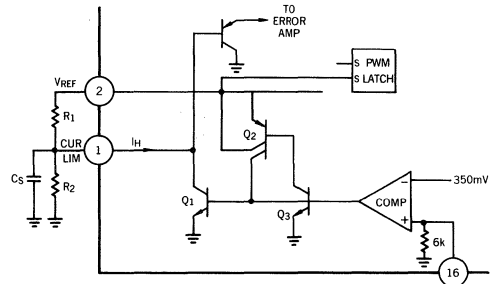 TO
ERROR
AMP
S PWM
S LATCH
VREF
2
R1
Q2
CUR
LIM
1
IH
CS
R2
Q1
Q3
COMP
−
+
350mV
6k
16